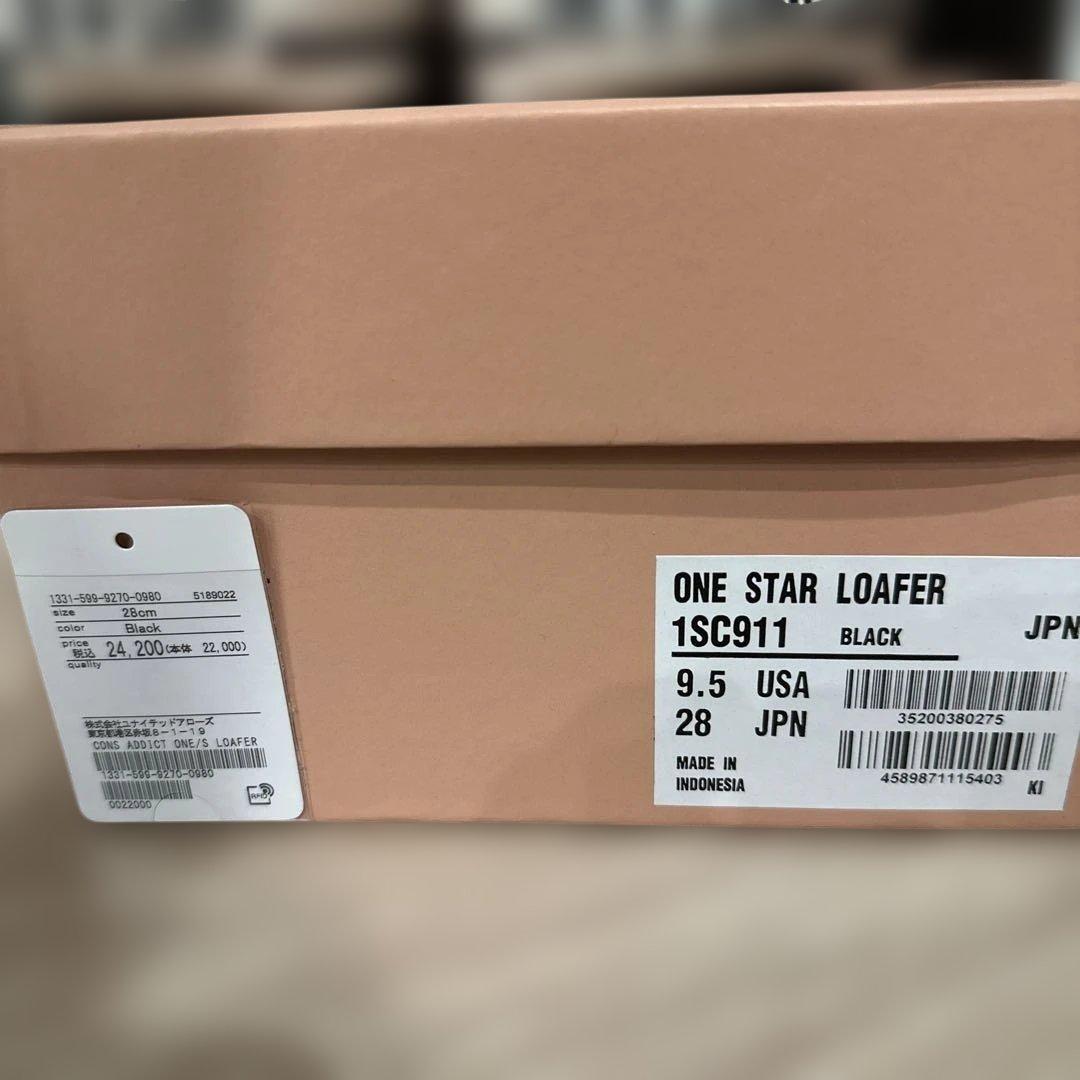 1331-599-9270-0980 5189022
size 28cm
color Black
price 税込 24,200(本体 22,000)
quality
株式会社ユナイテッドアローズ
東京都港区赤坂8-1-19
CONS ADDICT ONE/S LOAFER
1331-599-9270-0980
0022000
RFID
ONE STAR LOAFER
1SC911 BLACK JPN
9.5 USA
35200380275
28 JPN
4589871115403 KI
MADE IN
INDONESIA